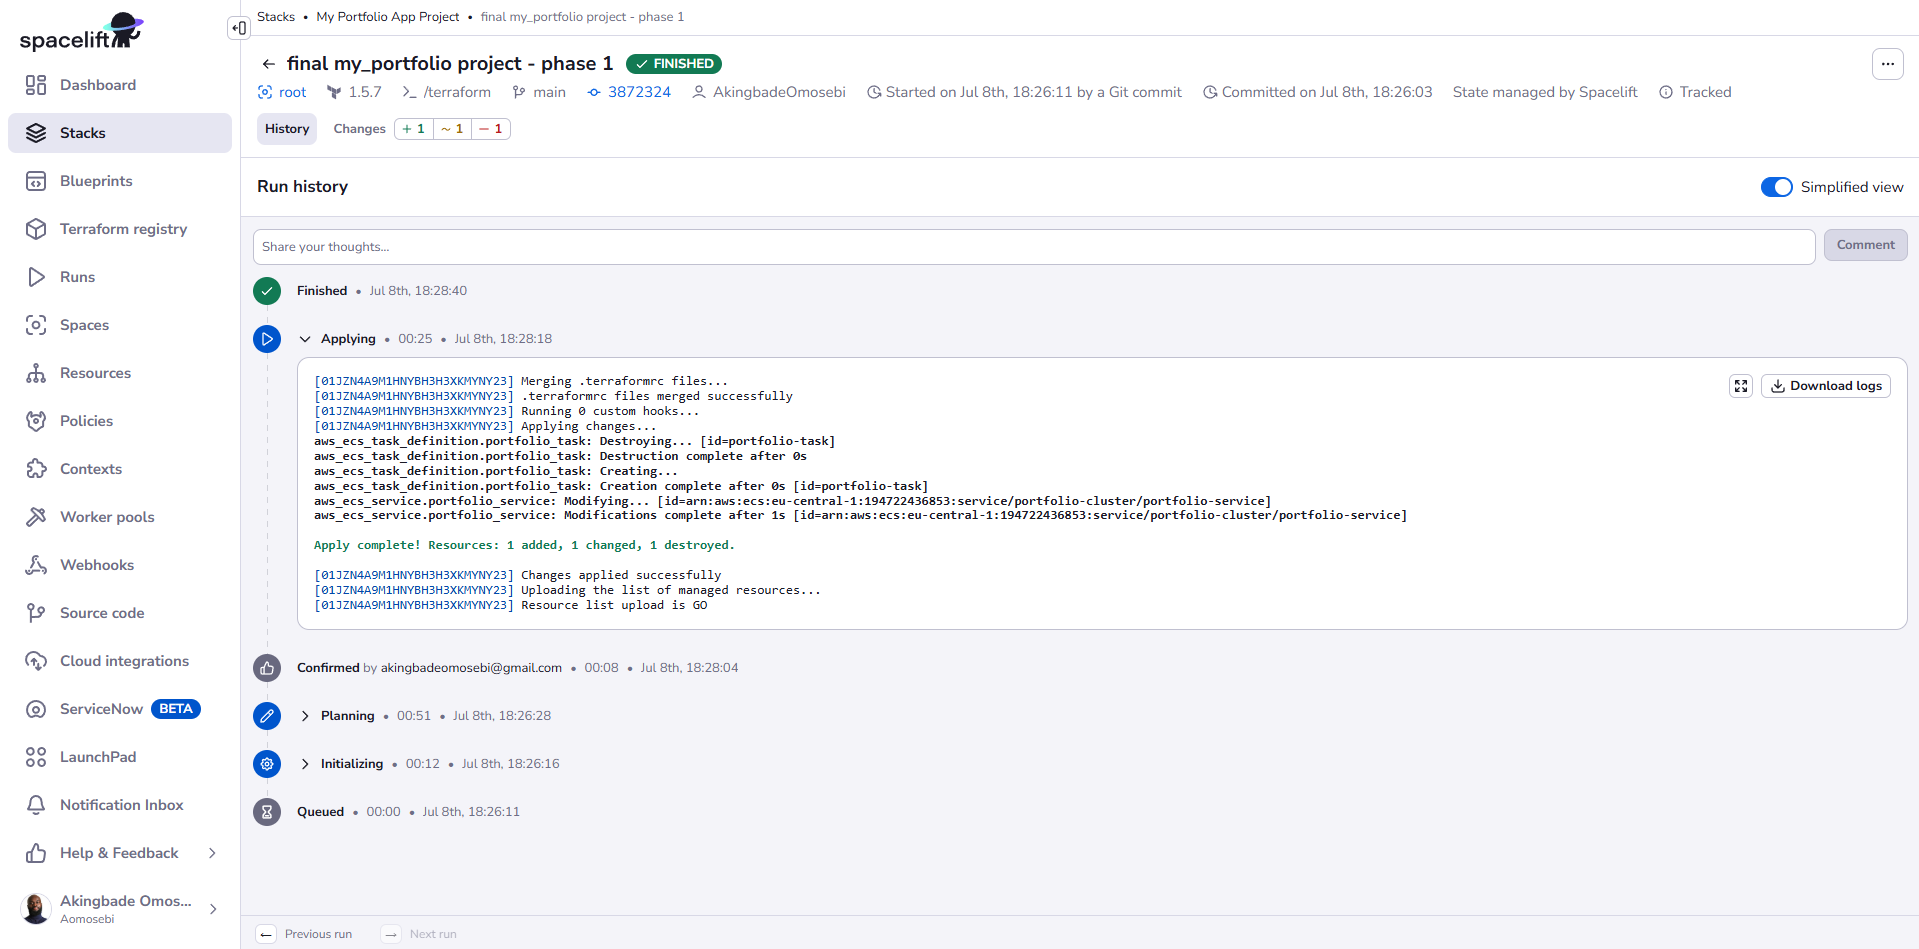 spacelift
Dashboard
Stacks
Blueprints
Terraform registry
Runs
Spaces
Resources
Policies
Contexts
Worker pools
Webhooks
Source code
Cloud integrations
ServiceNow BETA
LaunchPad
Notification Inbox
Help & Feedback
Akingbade Omos...
Aomosebi
Stacks • My Portfolio App Project • final my_portfolio project - phase 1
final my_portfolio project - phase 1 FINISHED
root 1.5.7 /terraform main 3872324 AkingbadeOmosebi Started on Jul 8th, 18:26:11 by a Git commit Committed on Jul 8th, 18:26:03 State managed by Spacelift Tracked
History Changes + 1 ~ 1 − 1
Run history Simplified view
Share your thoughts... Comment
Finished • Jul 8th, 18:28:40
Applying • 00:25 • Jul 8th, 18:28:18
Download logs
[01JZN4A9M1HNYBH3H3XKMYNY23] Merging .terraformrc files...
[01JZN4A9M1HNYBH3H3XKMYNY23] .terraformrc files merged successfully
[01JZN4A9M1HNYBH3H3XKMYNY23] Running 0 custom hooks...
[01JZN4A9M1HNYBH3H3XKMYNY23] Applying changes...
aws_ecs_task_definition.portfolio_task: Destroying... [id=portfolio-task]
aws_ecs_task_definition.portfolio_task: Destruction complete after 0s
aws_ecs_task_definition.portfolio_task: Creating...
aws_ecs_task_definition.portfolio_task: Creation complete after 0s [id=portfolio-task]
aws_ecs_service.portfolio_service: Modifying... [id=arn:aws:ecs:eu-central-1:194722436853:service/portfolio-cluster/portfolio-service]
aws_ecs_service.portfolio_service: Modifications complete after 1s [id=arn:aws:ecs:eu-central-1:194722436853:service/portfolio-cluster/portfolio-service]
Apply complete! Resources: 1 added, 1 changed, 1 destroyed.
[01JZN4A9M1HNYBH3H3XKMYNY23] Changes applied successfully
[01JZN4A9M1HNYBH3H3XKMYNY23] Uploading the list of managed resources...
[01JZN4A9M1HNYBH3H3XKMYNY23] Resource list upload is GO
Confirmed by akingbadeomosebi@gmail.com • 00:08 • Jul 8th, 18:28:04
Planning • 00:51 • Jul 8th, 18:26:28
Initializing • 00:12 • Jul 8th, 18:26:16
Queued • 00:00 • Jul 8th, 18:26:11
Previous run Next run